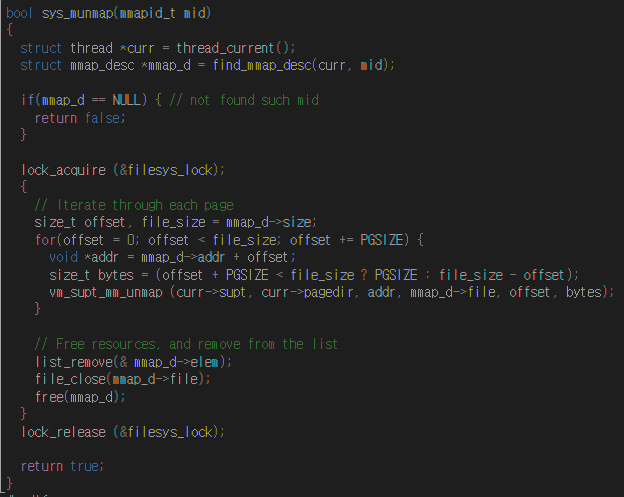 bool sys_munmap(mmapid_t mid)
{
struct thread *curr = thread_current();
struct mmap_desc *mmap_d = find_mmap_desc(curr, mid);
if(mmap_d == NULL) { // not found such mid
return false;
}
lock_acquire (&filesys_lock);
{
// Iterate through each page
size_t offset, file_size = mmap_d->size;
for(offset = 0; offset < file_size; offset += PGSIZE) {
void *addr = mmap_d->addr + offset;
size_t bytes = (offset + PGSIZE < file_size ? PGSIZE : file_size - offset);
vm_supt_mm_unmap (curr->supt, curr->pagedir, addr, mmap_d->file, offset, bytes);
}
// Free resources, and remove from the list
list_remove(& mmap_d->elem);
file_close(mmap_d->file);
free(mmap_d);
}
lock_release (&filesys_lock);
return true;
}